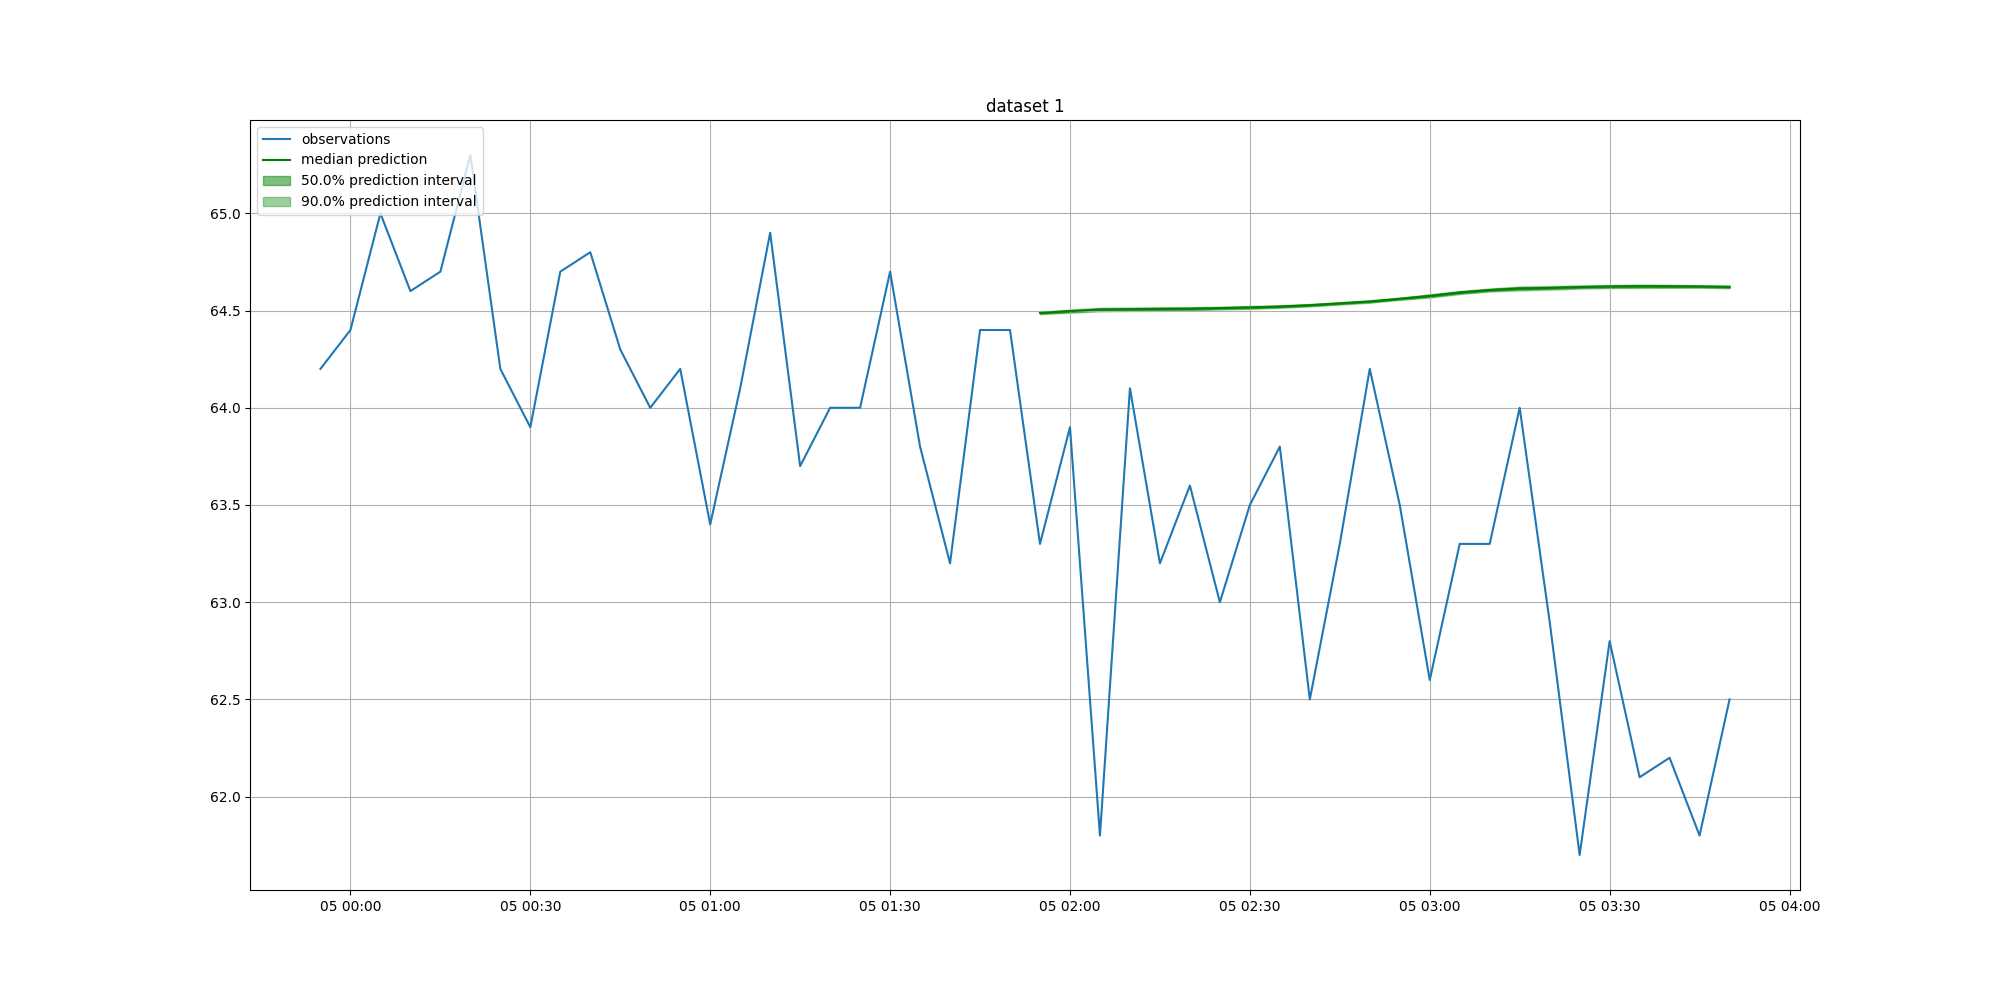 dataset 1
observations
median prediction
50.0% prediction interval
90.0% prediction interval
65.0
64.5
64.0
63.5
63.0
62.5
62.0
05 00:00 05 00:30 05 01:00 05 01:30 05 02:00 05 02:30 05 03:00 05 03:30 05 04:00